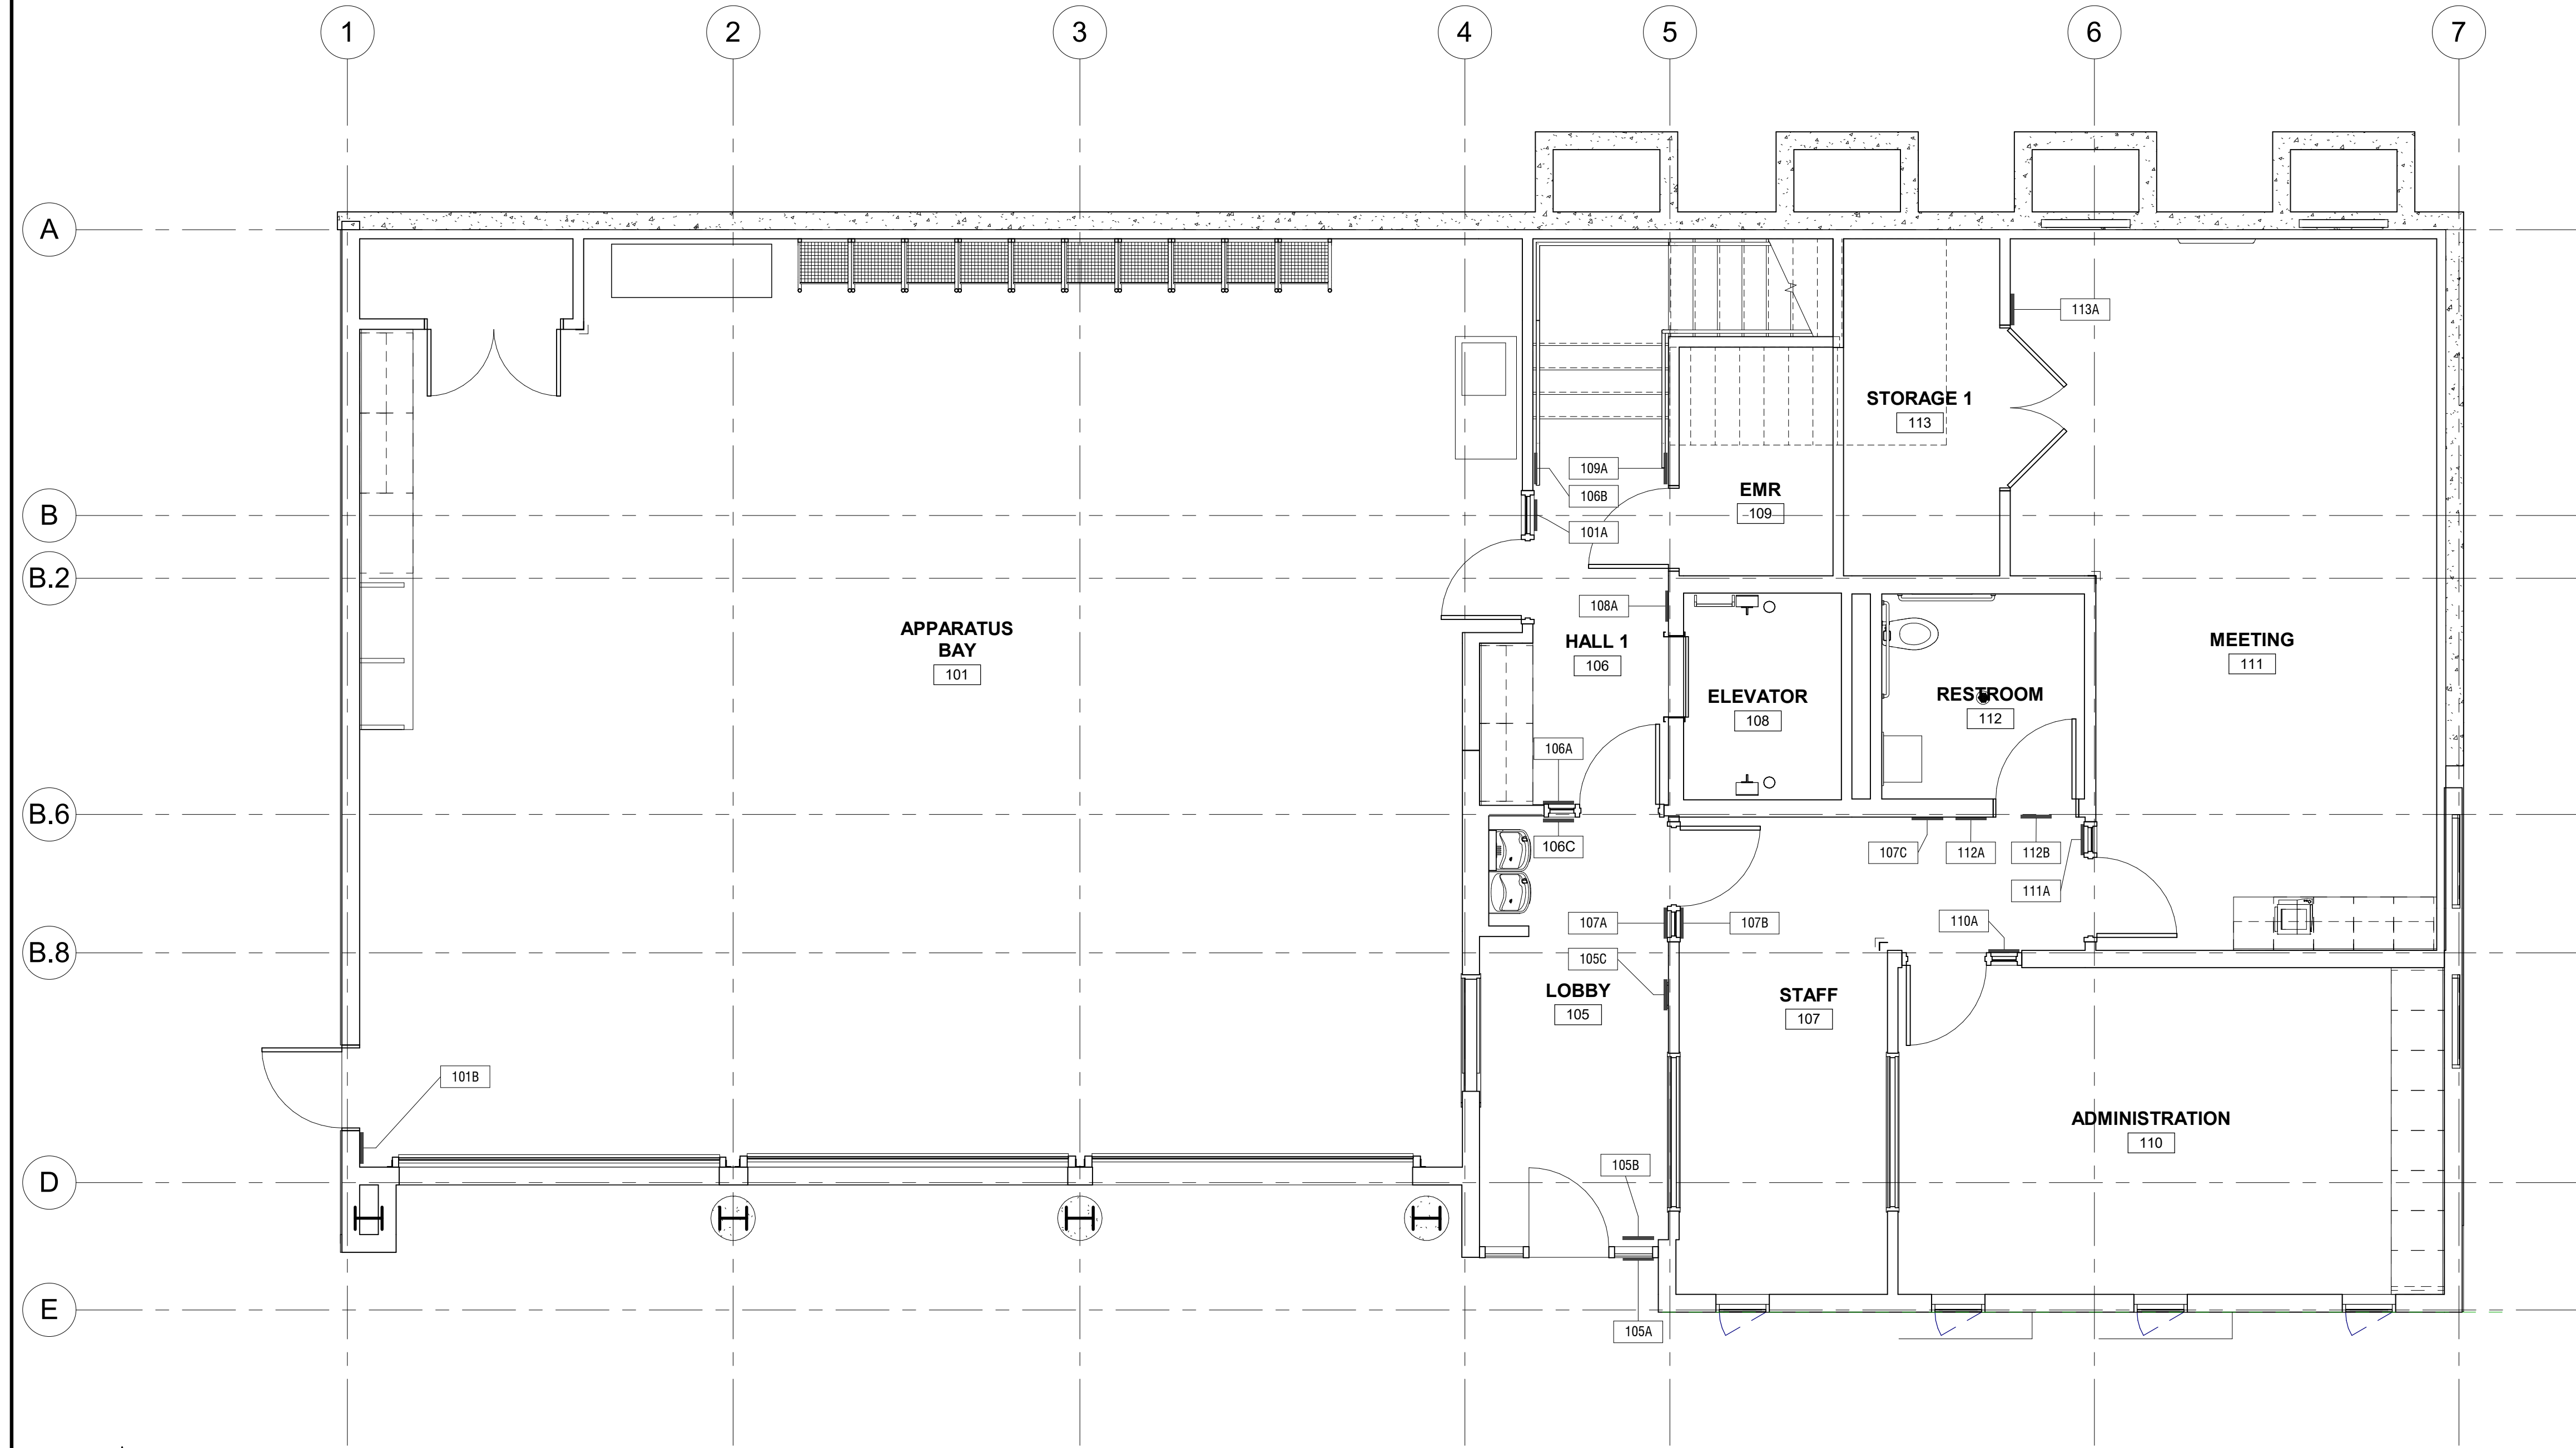 1
2
3
4
5
6
7
A
B
B.2
B.6
B.8
D
E
113A
STORAGE 1
113
109A
106B
101A
EMR
109
108A
APPARATUS
BAY
101
HALL 1
106
MEETING
111
ELEVATOR
108
RESTROOM
112
106A
106C
107C
112A
112B
111A
107A
107B
110A
105C
LOBBY
105
STAFF
107
101B
ADMINISTRATION
110
105B
105A